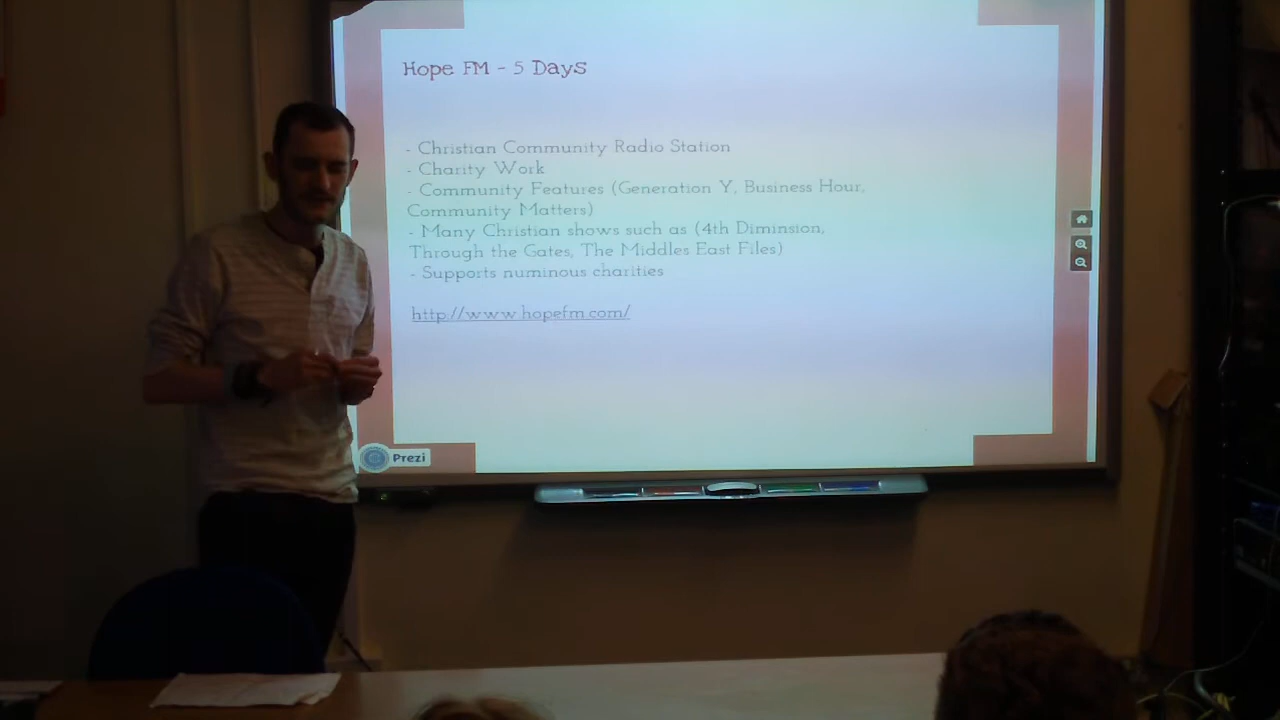 Hope FM - 5 Days
- Christian Community Radio Station
- Charity Work
- Community Features (Generation Y, Business Hour,
Community Matters)
- Many Christian shows such as (4th Diminsion,
Through the Gates, The Middles East Files)
- Supports numinous charities
http://www.hopefm.com/
Prezi